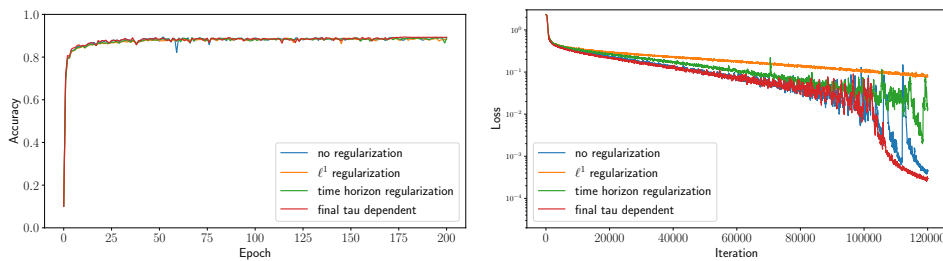 1.0
0.8
0.6
0.4
0.2
0.0
Accuracy
0
25
50
75
100
125
150
175
200
Epoch
no regularization
ℓ¹ regularization
time horizon regularization
final tau dependent
10⁰
10⁻¹
10⁻²
10⁻³
10⁻⁴
Loss
0
20000
40000
60000
80000
100000
120000
Iteration
no regularization
ℓ¹ regularization
time horizon regularization
final tau dependent